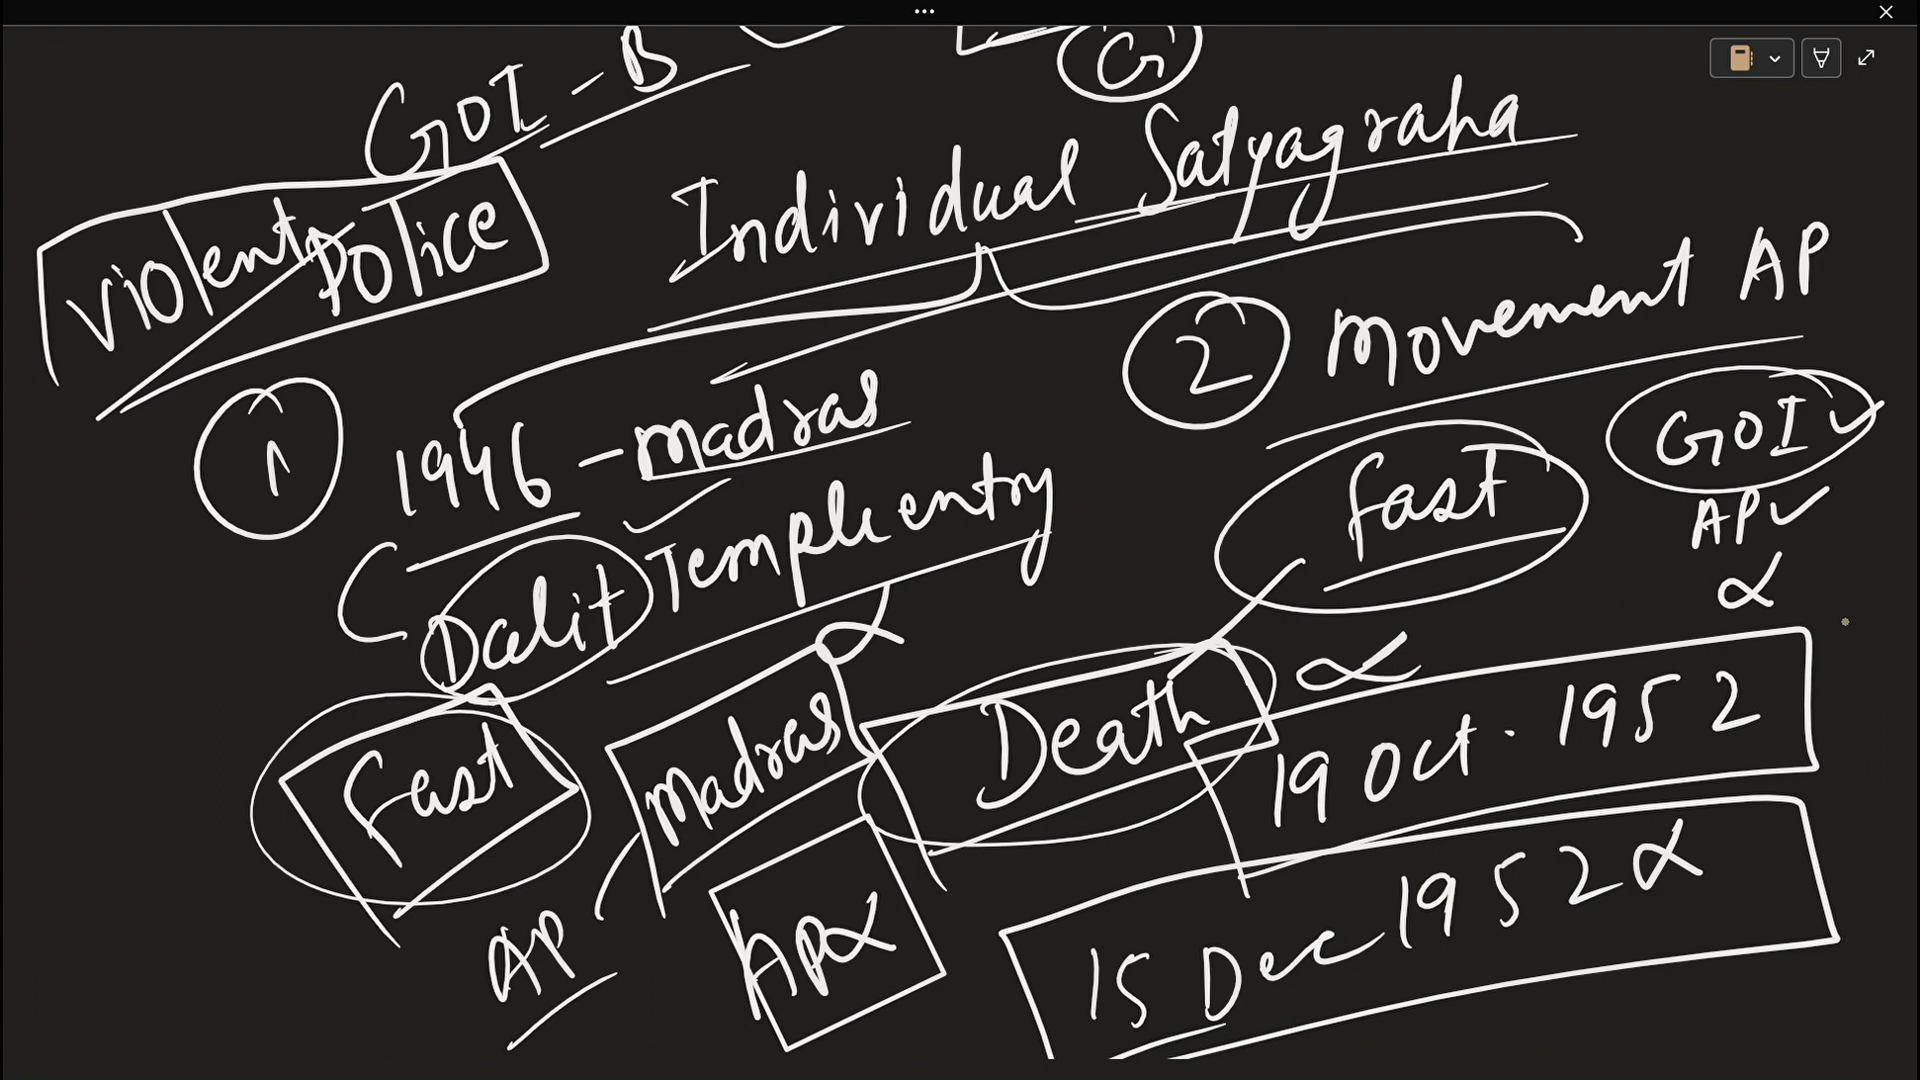 GOI - B
G
Individual Satyagraha
Violent Police
1
1946 - Madras
Dalit Temple entry
Fast
Madras
AP
AP
2 Movement AP
Fast
GOI
AP
Death
19 Oct. 1952
15 Dec 1952